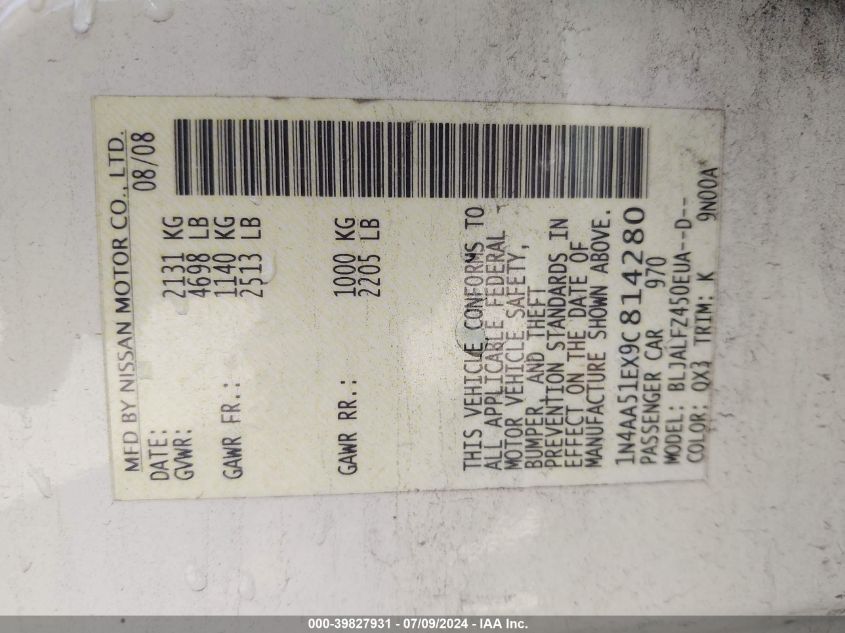 MFD BY NISSAN MOTOR CO., LTD.
DATE: 08/08
GVWR: 2131 KG
4698 LB
GAWR FR.: 1140 KG
2513 LB
GAWR RR.: 1000 KG
2205 LB
THIS VEHICLE CONFORMS TO
ALL APPLICABLE FEDERAL
MOTOR VEHICLE SAFETY,
BUMPER, AND THEFT
PREVENTION STANDARDS IN
EFFECT ON THE DATE OF
MANUFACTURE SHOWN ABOVE.
1N4AA51EX9C814280
PASSENGER CAR 970
MODEL: BLJALFZ450EUA--D--
COLOR: QX3 TRIM: K 9N00A
000-39827931 / 07/09/2024 - IAA Inc.